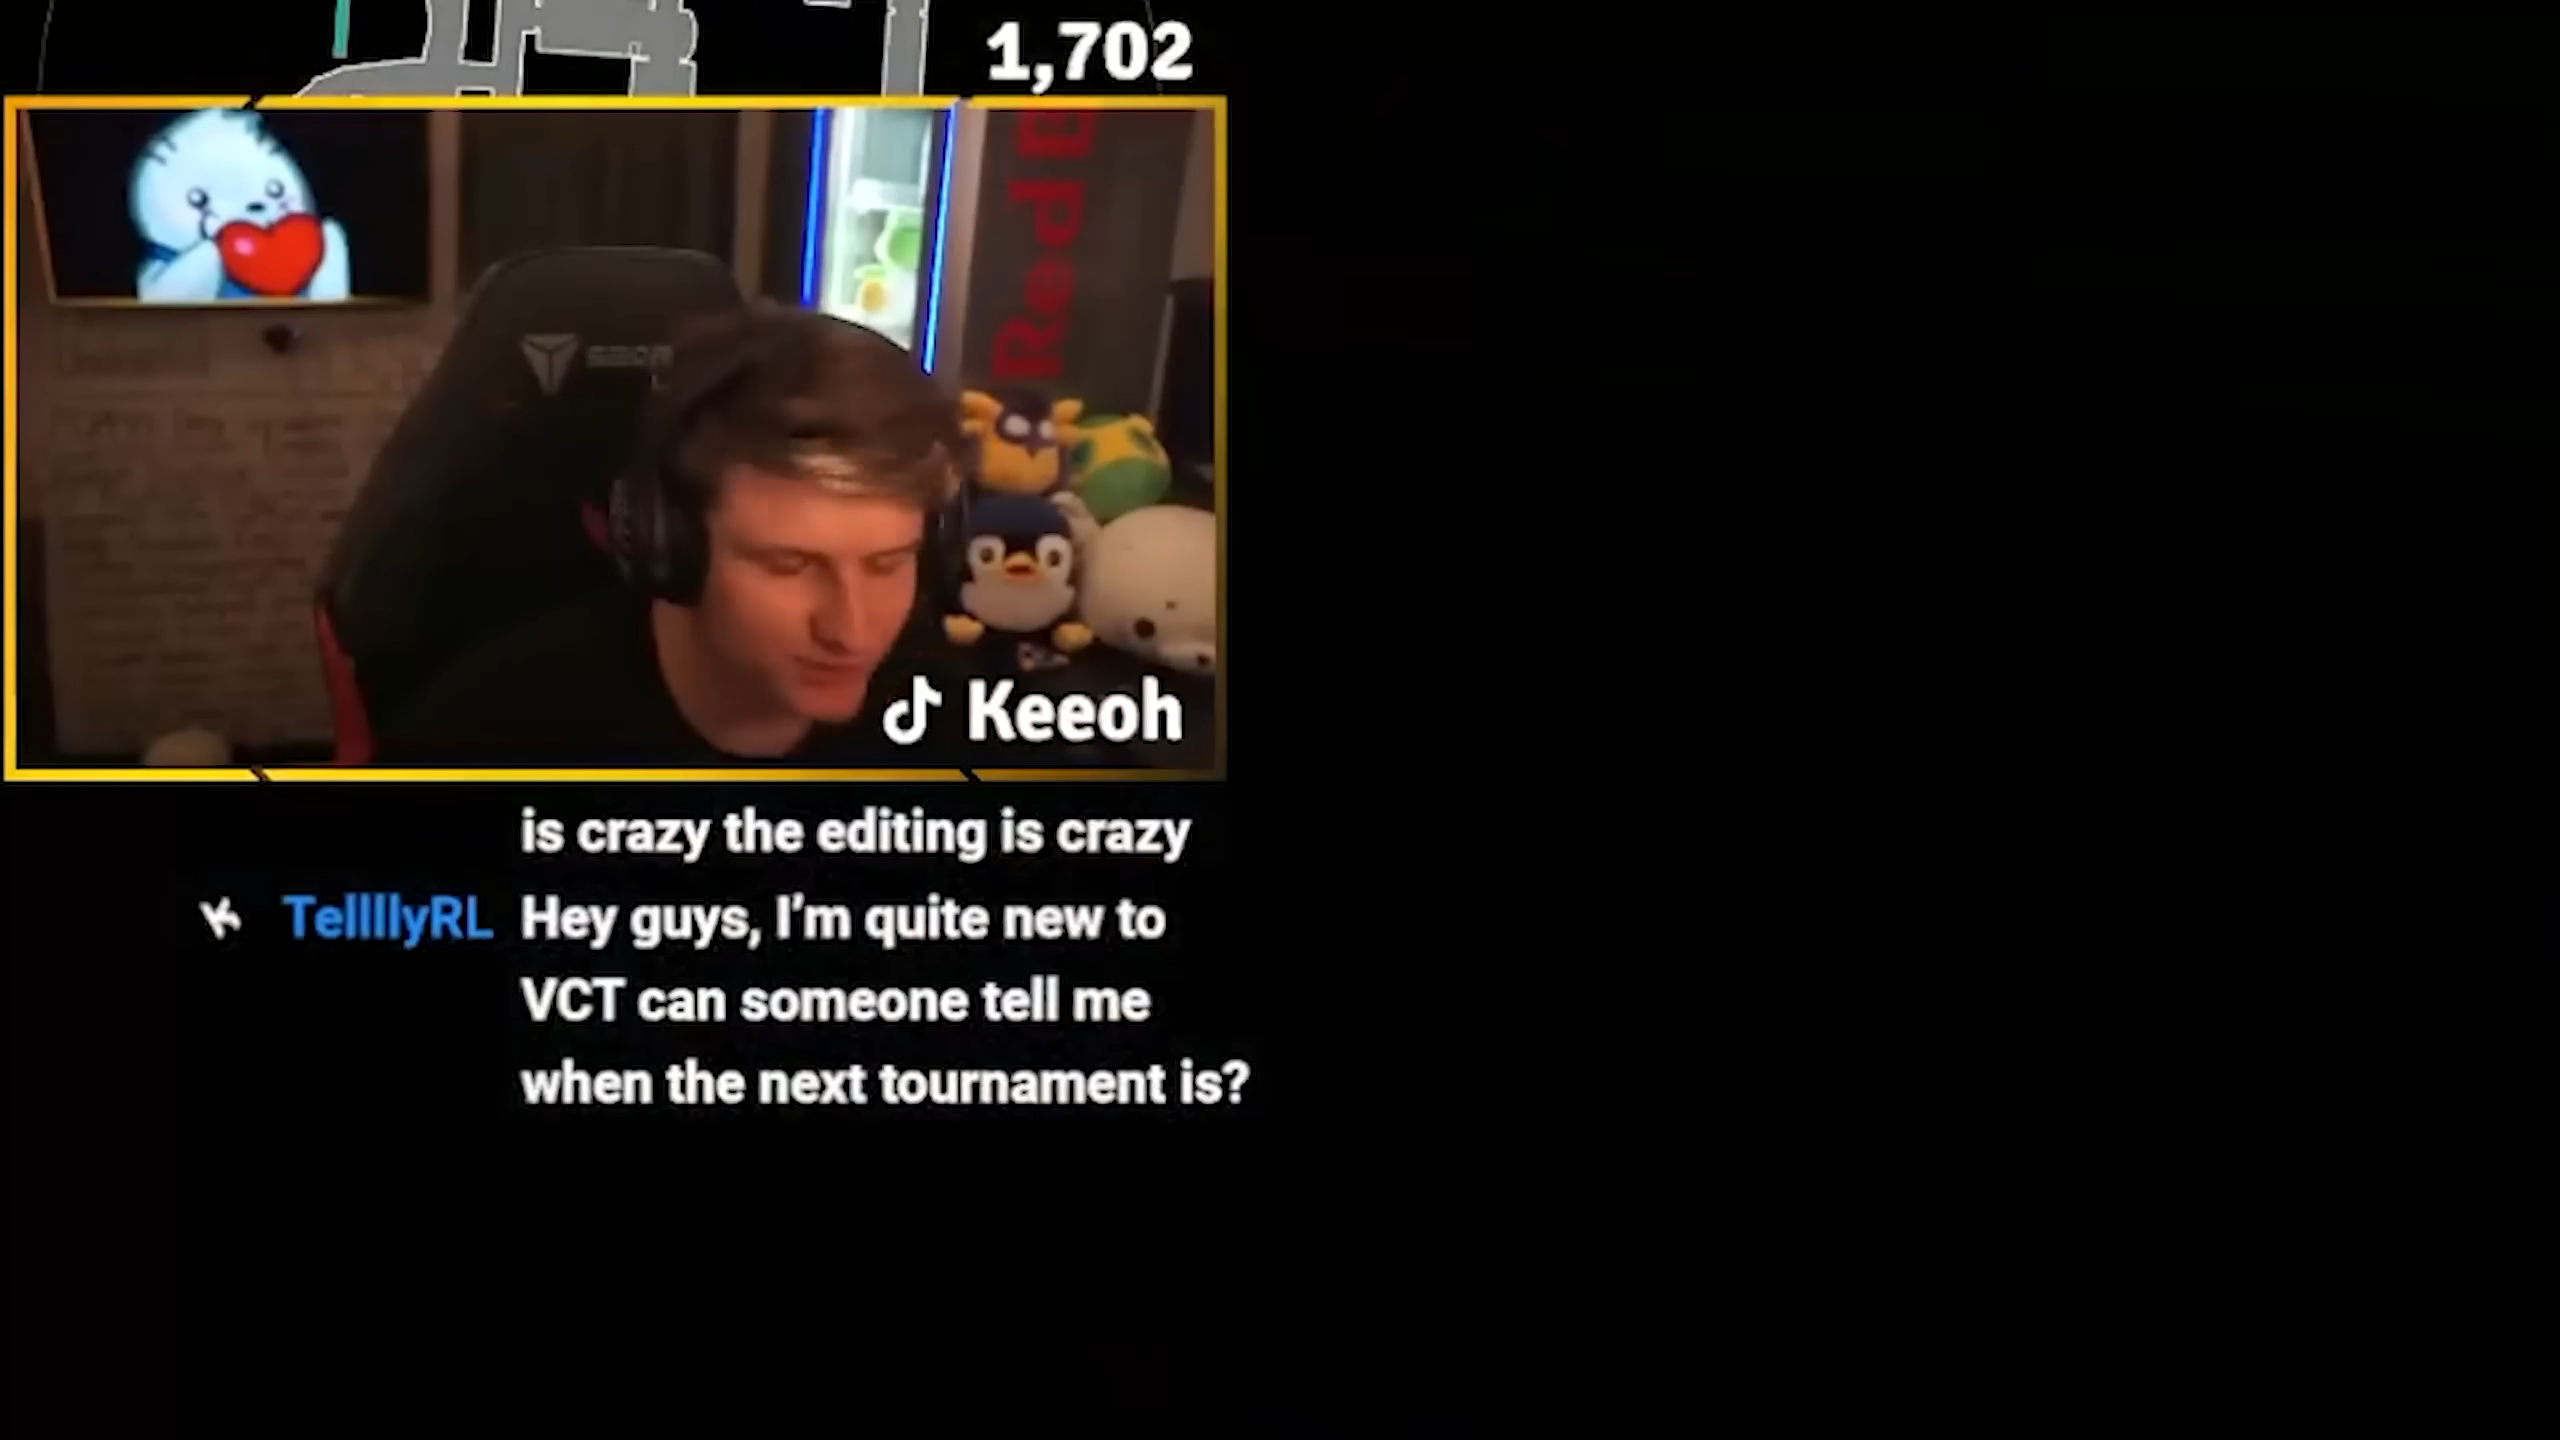 1,702
Red
Keeoh
is crazy the editing is crazy
TellllyRL Hey guys, I'm quite new to
VCT can someone tell me
when the next tournament is?